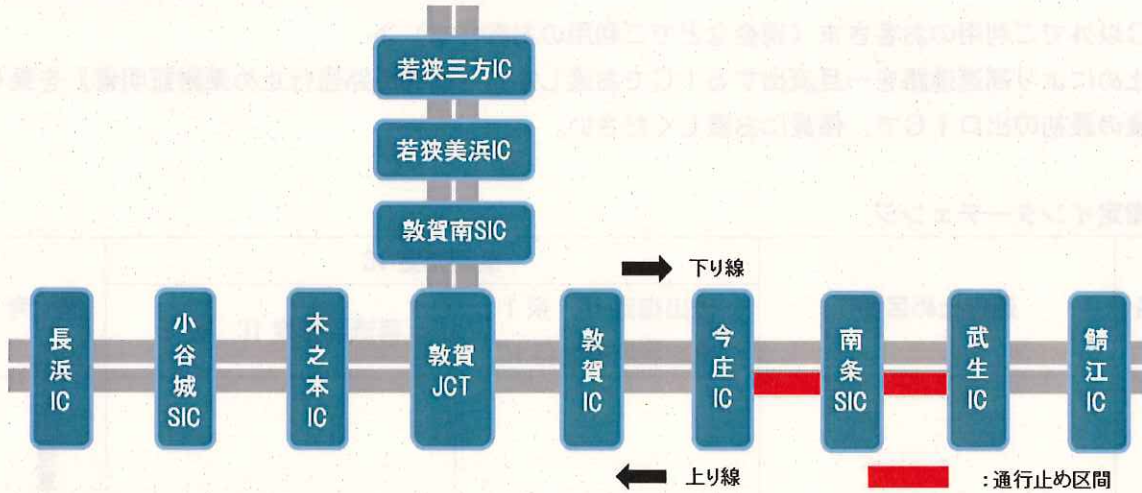 若狭三方IC
若狭美浜IC
敦賀南SIC
下り線
長浜IC
小谷城SIC
木之本IC
敦賀JCT
敦賀IC
今庄IC
南条SIC
武生IC
鯖江IC
上り線
:通行止め区間